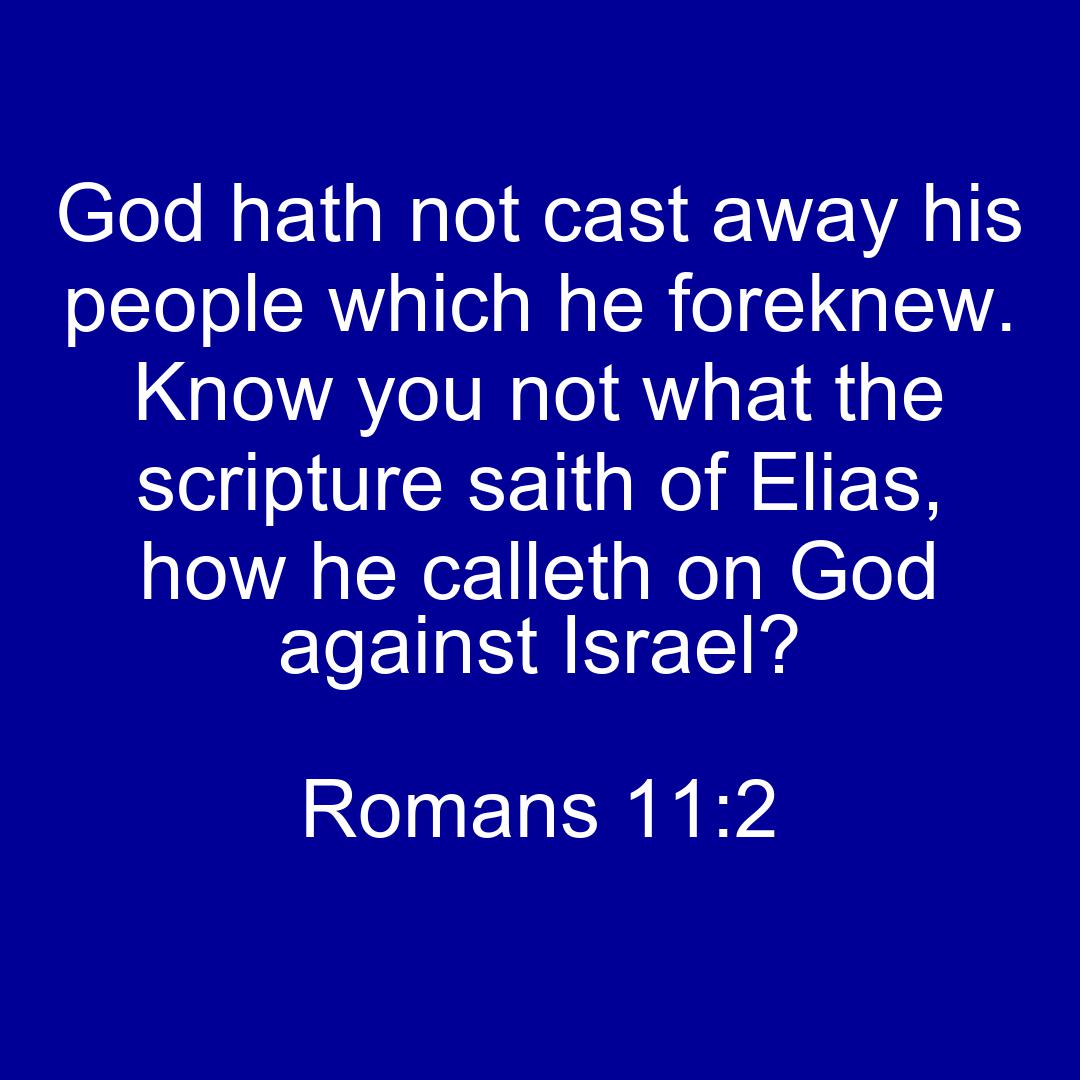 God hath not cast away his
people which he foreknew.
Know you not what the
scripture saith of Elias,
how he calleth on God
against Israel?
Romans 11:2